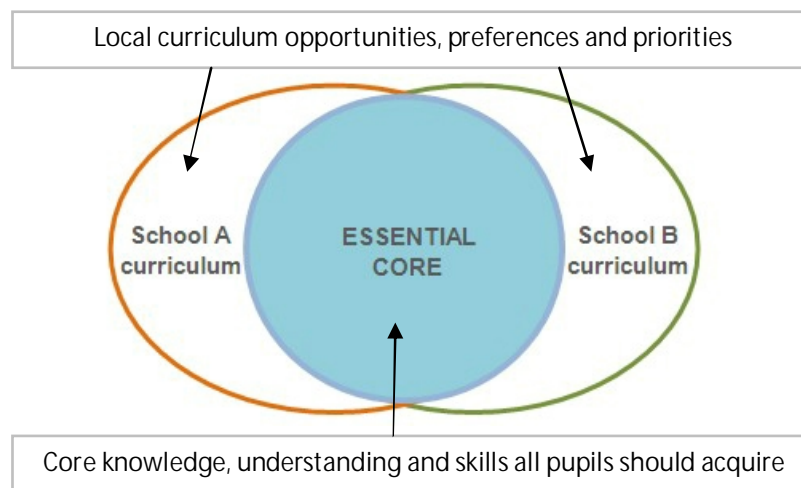 Local curriculum opportunities, preferences and priorities
School A
curriculum
ESSENTIAL
CORE
School B
curriculum
Core knowledge, understanding and skills all pupils should acquire